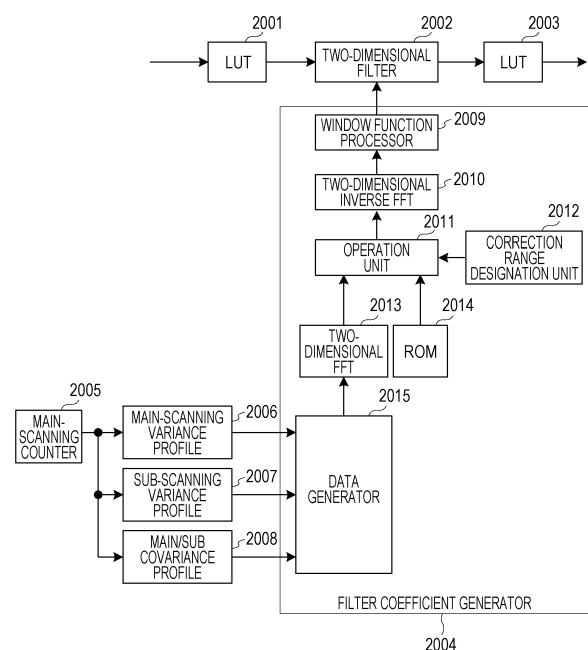 2001
2002
2003
LUT
TWO-DIMENSIONAL
FILTER
LUT
WINDOW FUNCTION
PROCESSOR
2009
TWO-DIMENSIONAL
INVERSE FFT
2010
2011
2012
OPERATION
UNIT
CORRECTION
RANGE
DESIGNATION UNIT
2013
2014
TWO-
DIMENSIONAL
FFT
ROM
2005
2006
2015
MAIN-
SCANNING
COUNTER
MAIN-SCANNING
VARIANCE
PROFILE
2007
SUB-SCANNING
VARIANCE
PROFILE
DATA
GENERATOR
2008
MAIN/SUB
COVARIANCE
PROFILE
FILTER COEFFICIENT GENERATOR
2004